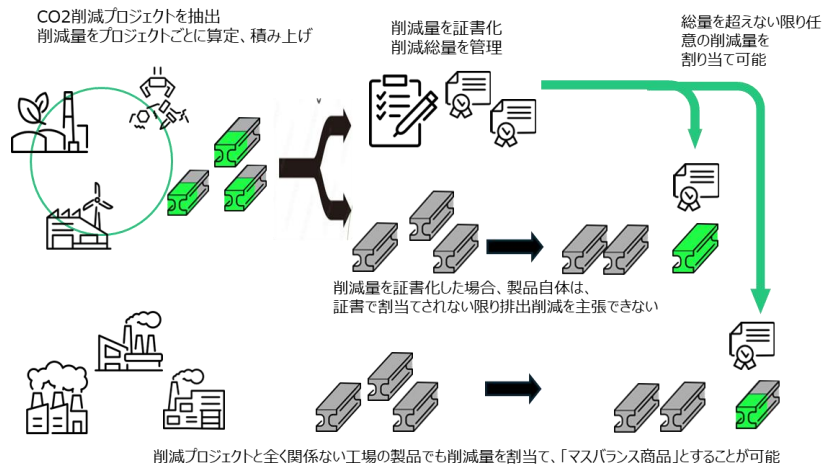 CO2削減プロジェクトを抽出
削減量をプロジェクトごとに算定、積み上げ
削減量を証書化
削減総量を管理
総量を超えない限り任
意の削減量を
割り当て可能
削減量を証書化した場合、製品自体は、
証書で割当てされない限り排出削減を主張できない
削減プロジェクトと全く関係ない工場の製品でも削減量を割当て、「マスバランス商品」とすることが可能